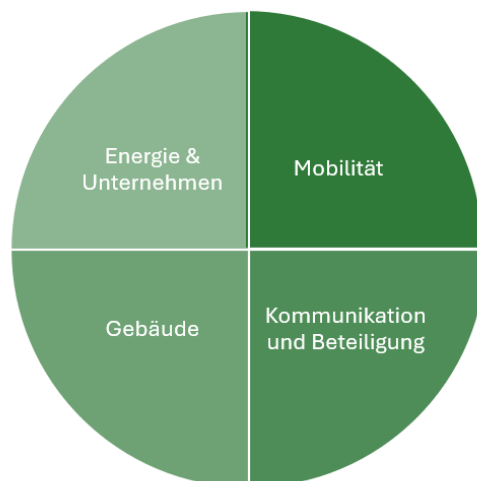 Energie &
Unternehmen
Mobilität
Gebäude
Kommunikation
und Beteiligung